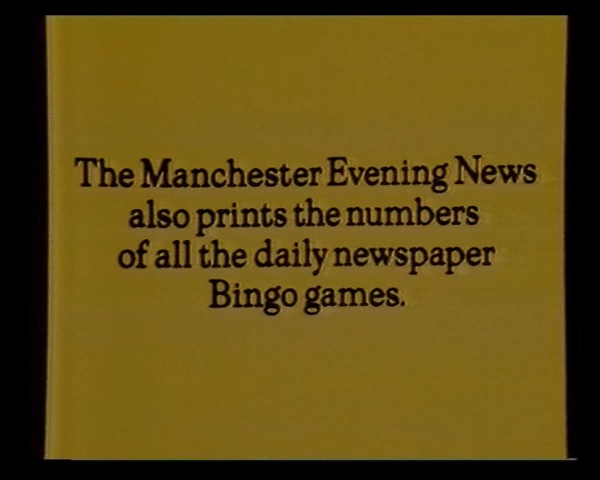 The Manchester Evening News
also prints the numbers
of all the daily newspaper
Bingo games.